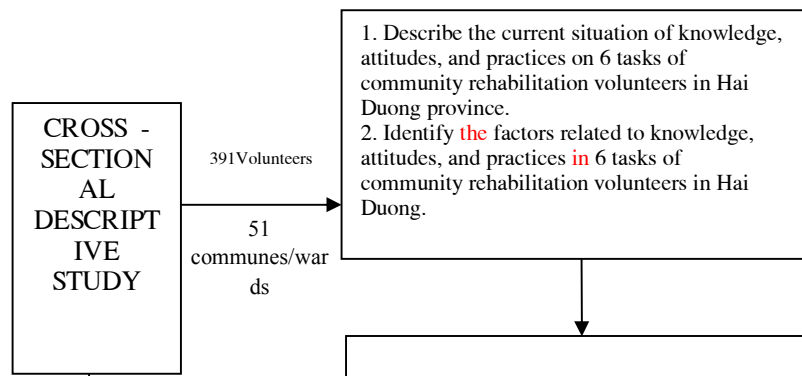 CROSS -
SECTION
AL
DESCRIPT
IVE
STUDY
391Volunteers
51
communes/war
ds
1. Describe the current situation of knowledge,
attitudes, and practices on 6 tasks of
community rehabilitation volunteers in Hai
Duong province.
2. Identify the factors related to knowledge,
attitudes, and practices in 6 tasks of
community rehabilitation volunteers in Hai
Duong.